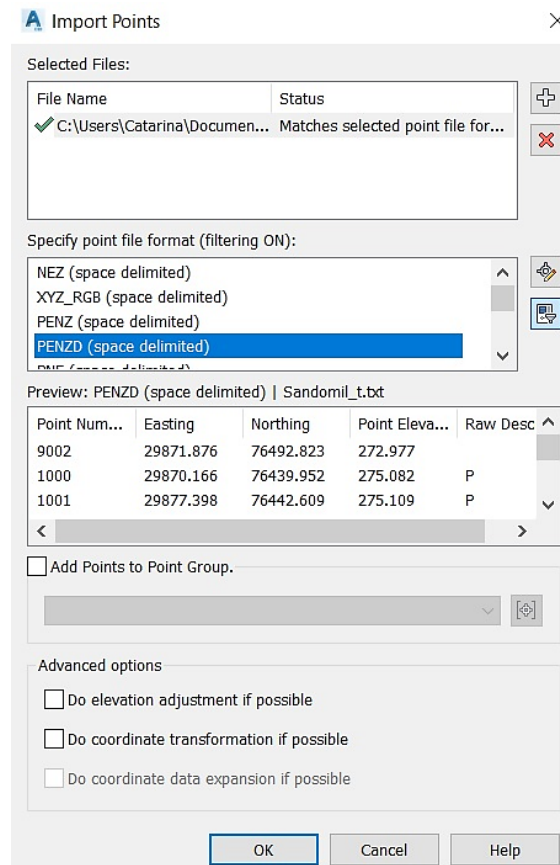 Import Points
Selected Files:
File Name Status
C:\Users\Catarina\Documen... Matches selected point file for...
Specify point file format (filtering ON):
NEZ (space delimited)
XYZ_RGB (space delimited)
PENZ (space delimited)
PENZD (space delimited)
Preview: PENZD (space delimited) | Sandomil_t.txt
Point Num... Easting Northing Point Eleva... Raw Desc
9002 29871.876 76492.823 272.977
1000 29870.166 76439.952 275.082 P
1001 29877.398 76442.609 275.109 P
Add Points to Point Group.
Advanced options
Do elevation adjustment if possible
Do coordinate transformation if possible
Do coordinate data expansion if possible
OK Cancel Help